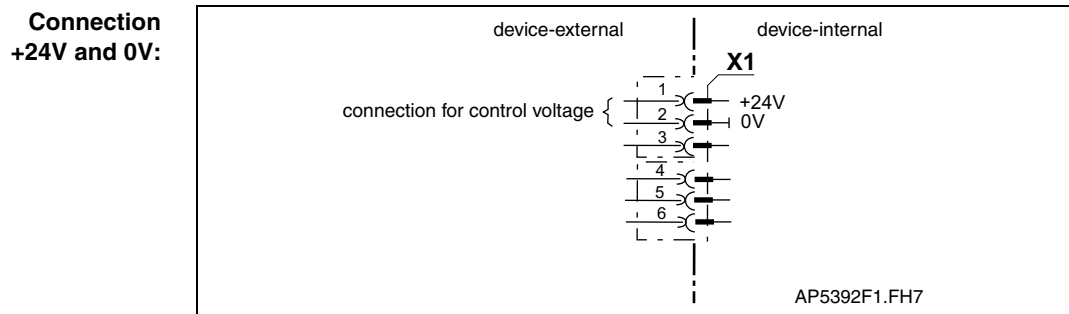 Connection
+24V and 0V:
device-external
device-internal
X1
connection for control voltage {
1
+24V
2
0V
3
4
5
6
AP5392F1.FH7